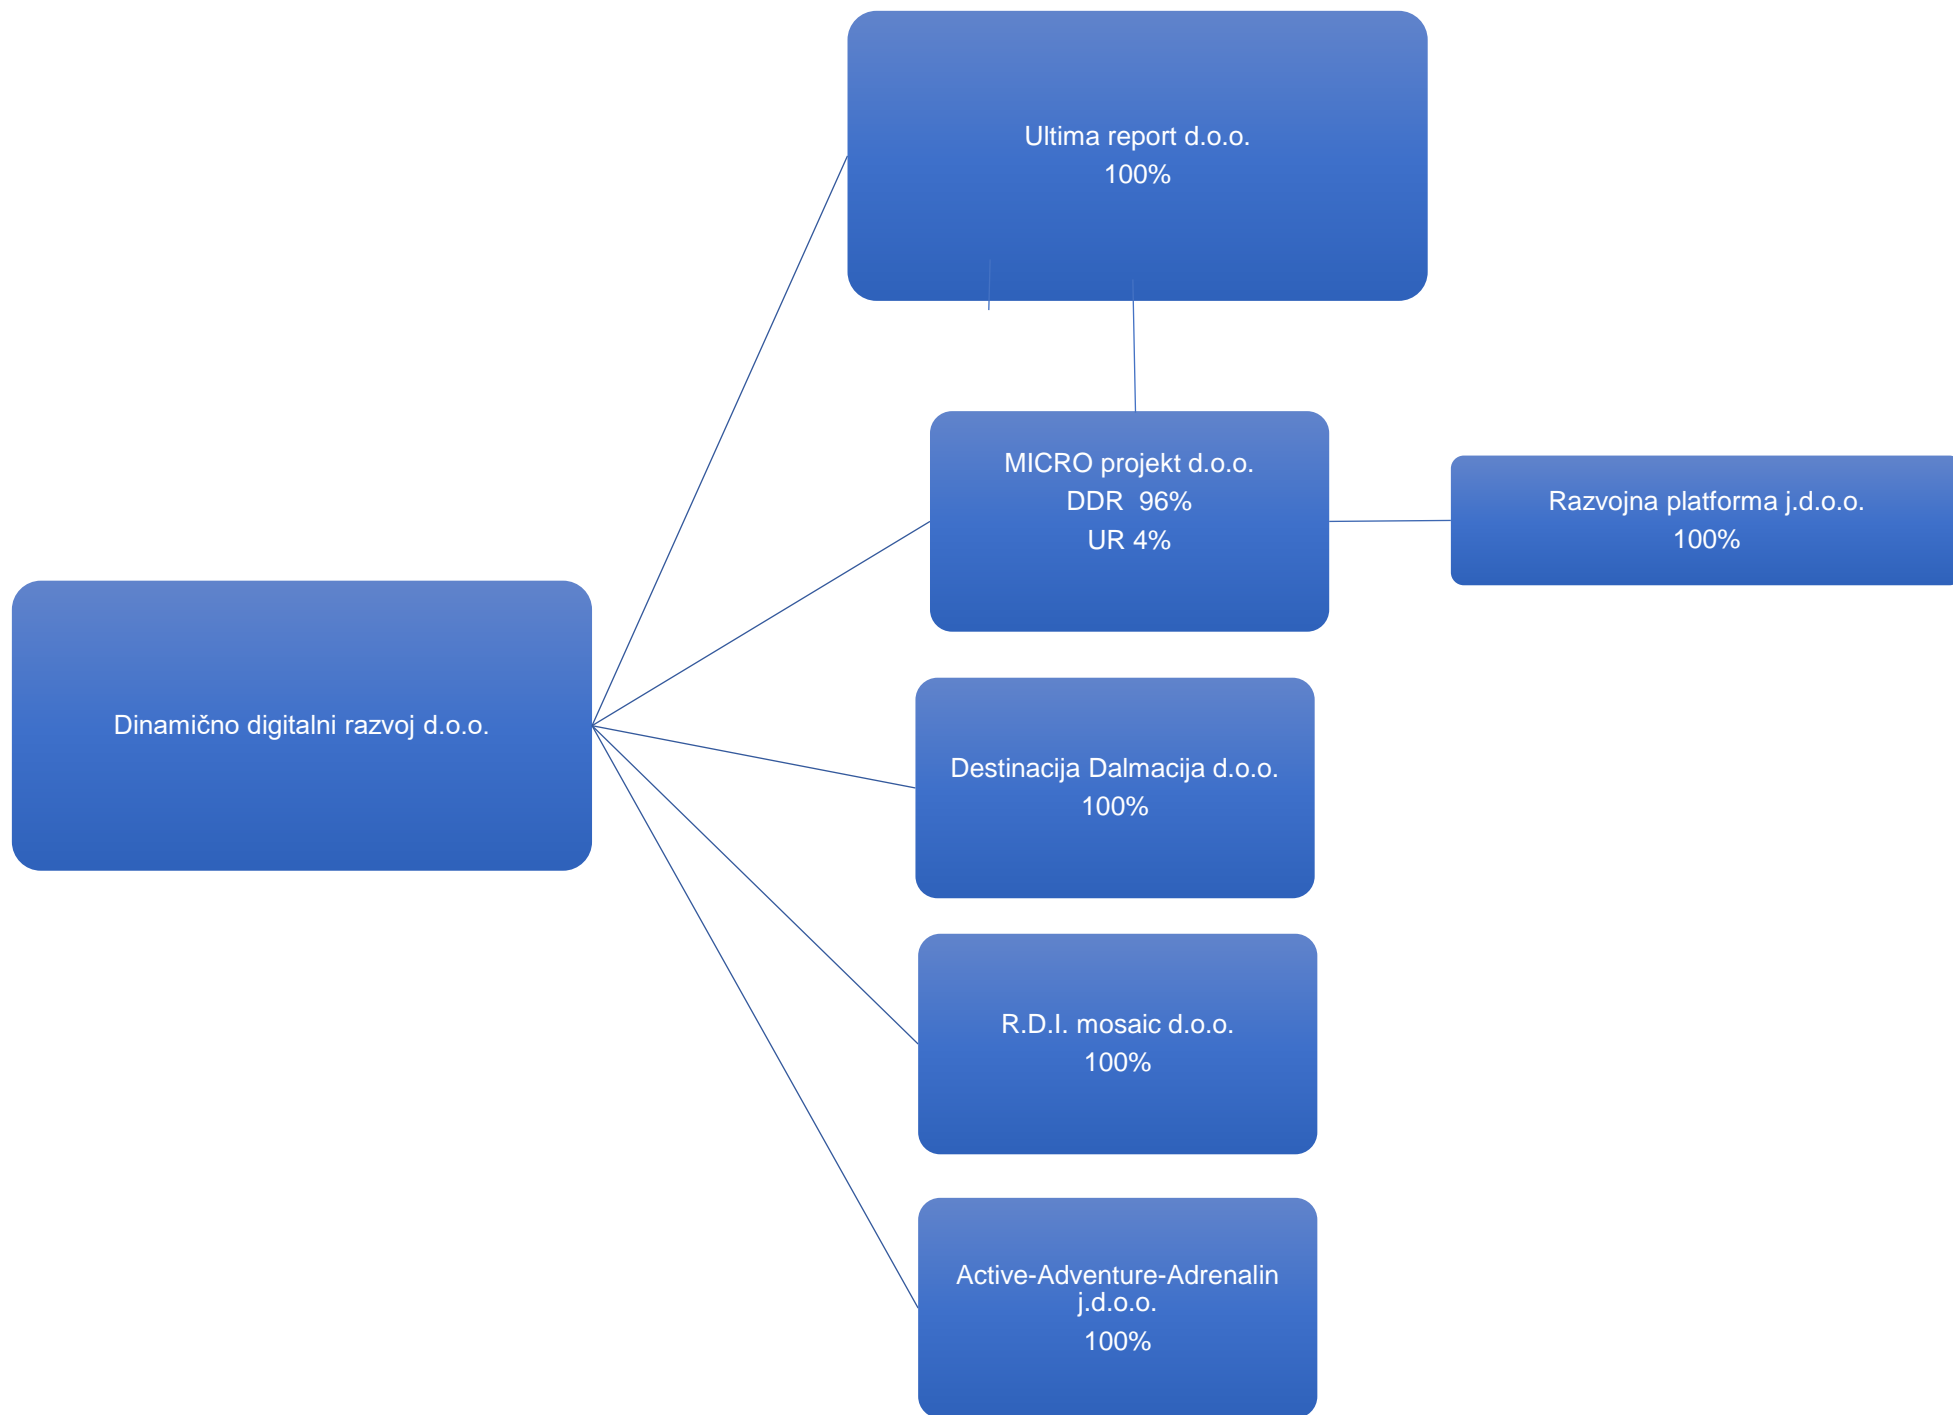 Ultima report d.o.o.
100%
MICRO projekt d.o.o.
DDR  96%
UR 4%
Razvojna platforma j.d.o.o.
100%
Dinamično digitalni razvoj d.o.o.
Destinacija Dalmacija d.o.o.
100%
R.D.I. mosaic d.o.o.
100%
Active-Adventure-Adrenalin
j.d.o.o.
100%